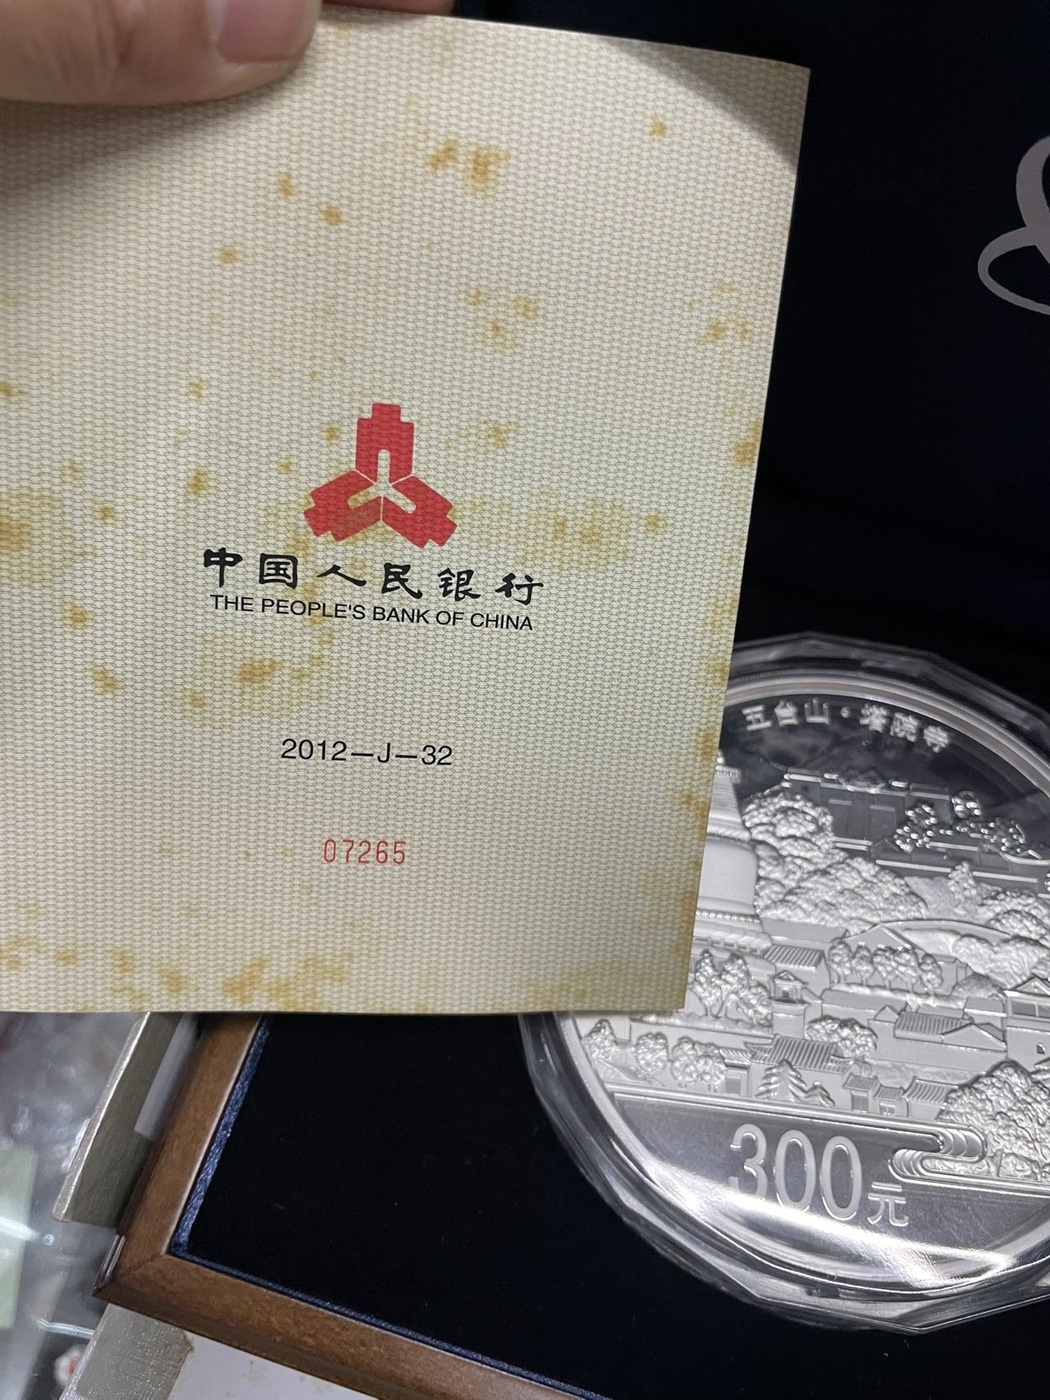 中国人民银行
THE PEOPLE'S BANK OF CHINA
2012—J—32
07265
五台山·塔院寺
300元